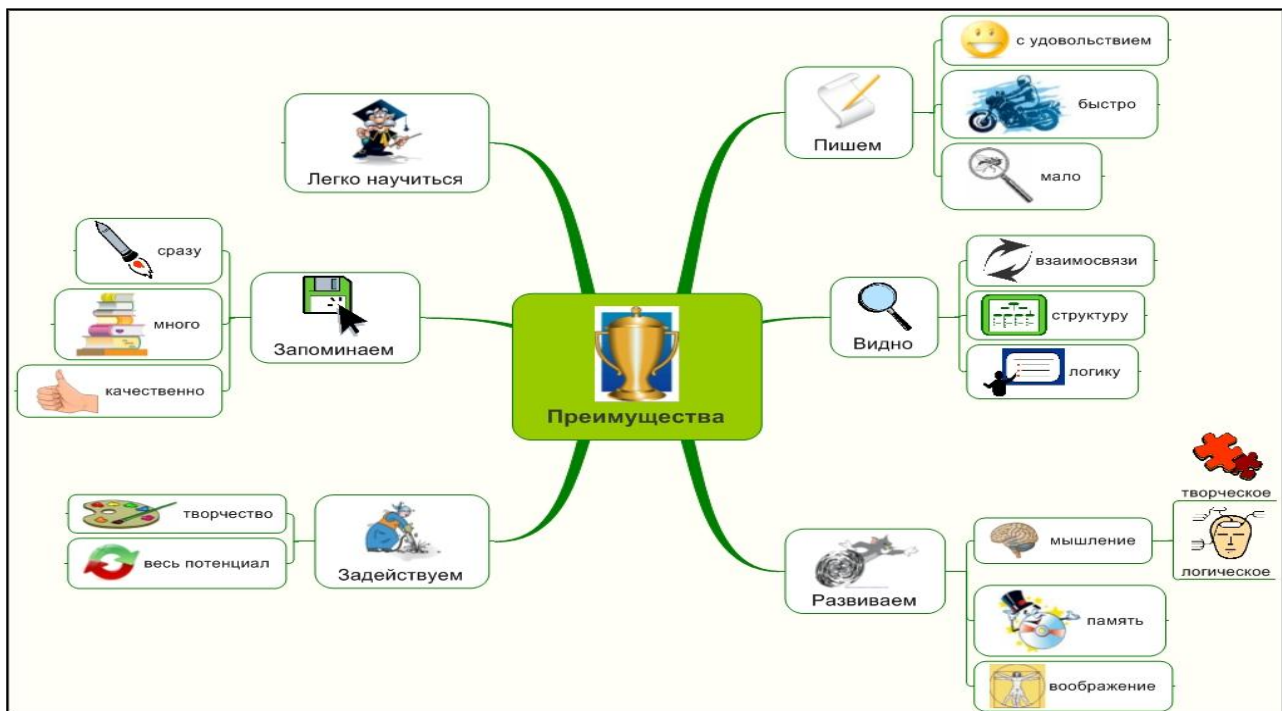 Преимущества
Пишем
с удовольствием
быстро
мало
Видно
взаимосвязи
структуру
логику
Развиваем
мышление
творческое
логическое
память
воображение
Задействуем
творчество
весь потенциал
Запоминаем
сразу
много
качественно
Легко научиться